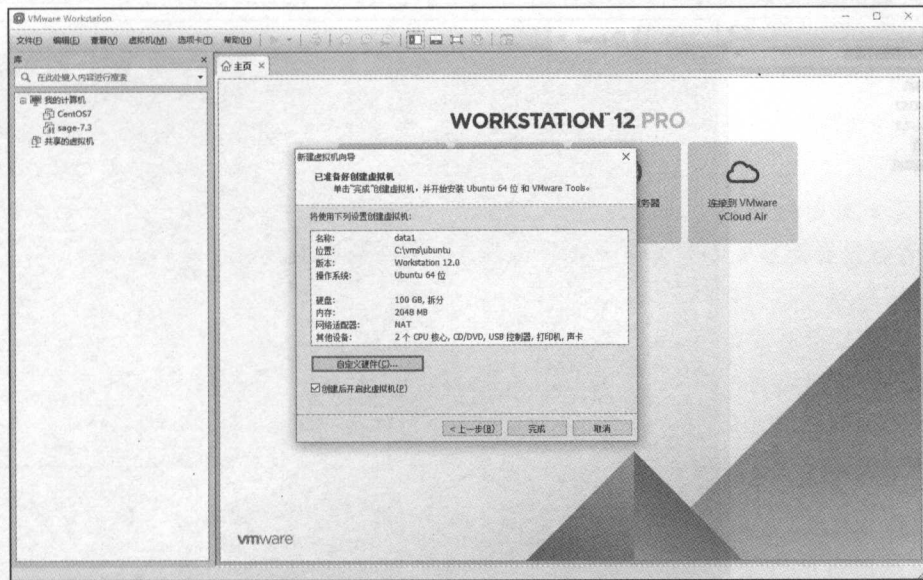 VMware Workstation
文件(F) 编辑(E) 查看(V) 虚拟机(M) 选项卡(T) 帮助(H)
库
在此处键入内容进行搜索
我的计算机
CentOS7
sage-7.3
共享的虚拟机
主页
WORKSTATION™ 12 PRO
务器
连接到 VMware
vCloud Air
新建虚拟机向导
已准备好创建虚拟机
单击“完成”创建虚拟机，并开始安装 Ubuntu 64 位 和 VMware Tools。
将使用下列设置创建虚拟机:
名称: data1
位置: C:\vms\ubuntu
版本: Workstation 12.0
操作系统: Ubuntu 64 位
硬盘: 100 GB, 拆分
内存: 2048 MB
网络适配器: NAT
其他设备: 2 个 CPU 核心, CD/DVD, USB 控制器, 打印机, 声卡
自定义硬件(C)...
创建后开启此虚拟机(P)
< 上一步(B) 完成 取消
vmware